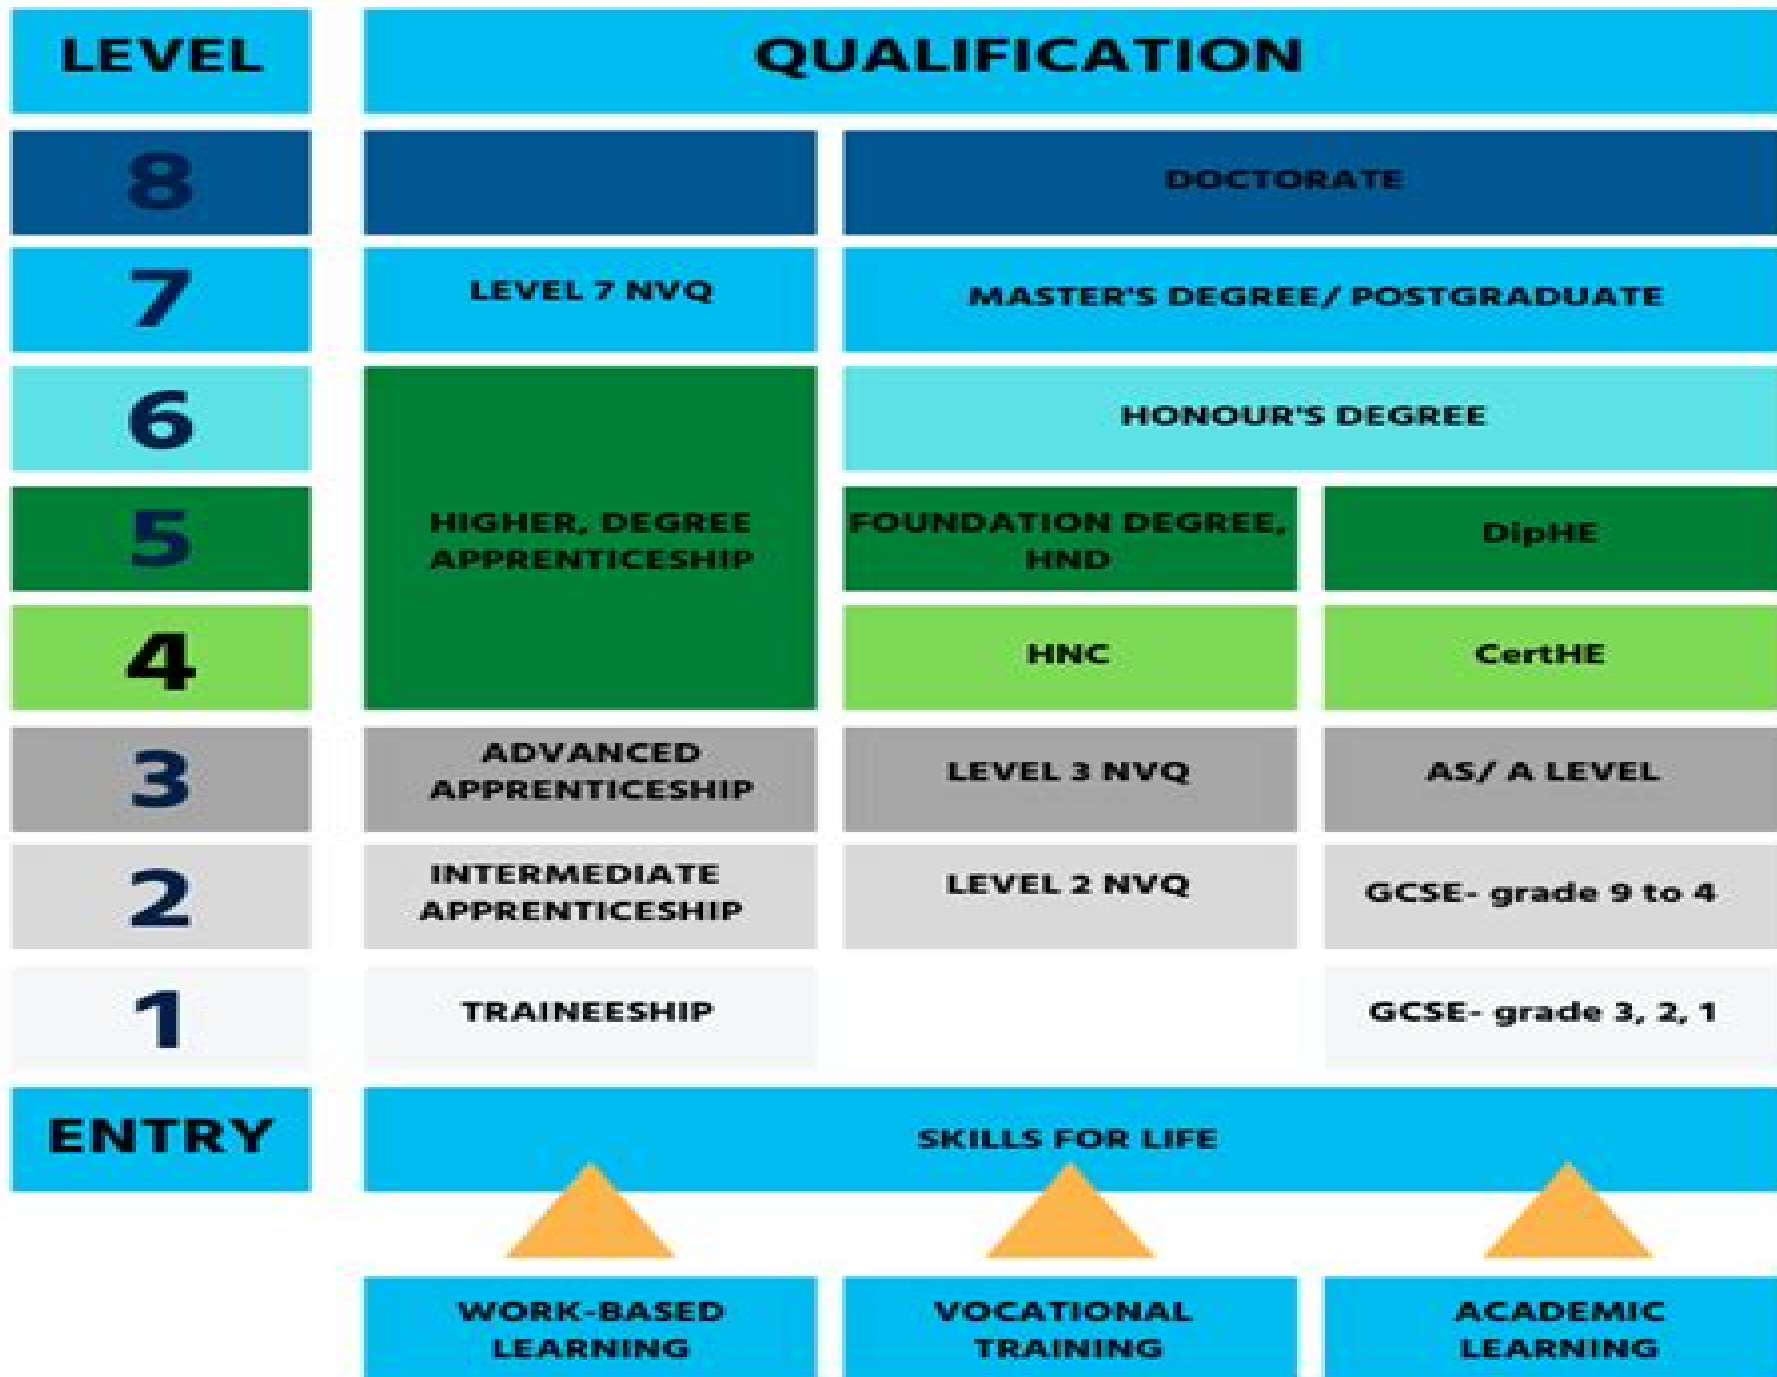 LEVEL
QUALIFICATION
8
DOCTORATE
7
LEVEL 7 NVQ
MASTER'S DEGREE/ POSTGRADUATE
6
HONOUR'S DEGREE
5
HIGHER, DEGREE
APPRENTICESHIP
FOUNDATION DEGREE,
HND
DipHE
4
HNC
CertHE
3
ADVANCED
APPRENTICESHIP
LEVEL 3 NVQ
AS/ A LEVEL
2
INTERMEDIATE
APPRENTICESHIP
LEVEL 2 NVQ
GCSE- grade 9 to 4
1
TRAINEESHIP
GCSE- grade 3, 2, 1
ENTRY
SKILLS FOR LIFE
WORK-BASED
LEARNING
VOCATIONAL
TRAINING
ACADEMIC
LEARNING